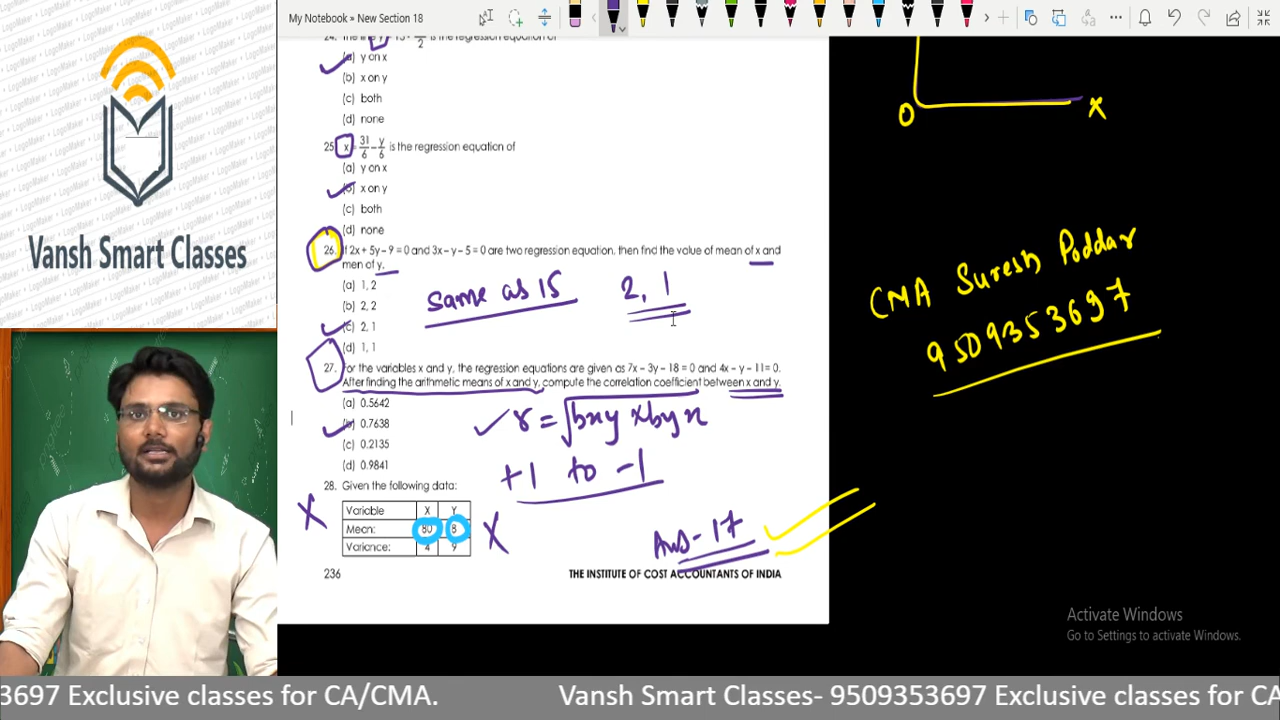 My Notebook » New Section 18
(a) y on x
(b) x on y
(c) both
(d) none
25. x = 31/6 − y/6 is the regression equation of
(a) y on x
(b) x on y
(c) both
(d) none
26. If 2x + 5y – 9 = 0 and 3x – y – 5 = 0 are two regression equation, then find the value of mean of x and
men of y.
(a) 1, 2
(b) 2, 2
(c) 2, 1
(d) 1, 1
Same as 15
2, 1
27. For the variables x and y, the regression equations are given as 7x – 3y – 18 = 0 and 4x – y – 11= 0.
After finding the arithmetic means of x and y, compute the correlation coefficient between x and y.
(a) 0.5642
(b) 0.7638
(c) 0.2135
(d) 0.9841
r = √bxy x byx
+1 to -1
28. Given the following data:
Variable X Y
Mean: 80 8
Variance: 4 9
X
X
Ans- 17
236
THE INSTITUTE OF COST ACCOUNTANTS OF INDIA
O
X
CMA Suresh Poddar
9509353697
Vansh Smart Classes
Activate Windows
Go to Settings to activate Windows.
3697 Exclusive classes for CA/CMA.
Vansh Smart Classes- 9509353697 Exclusive classes for CA